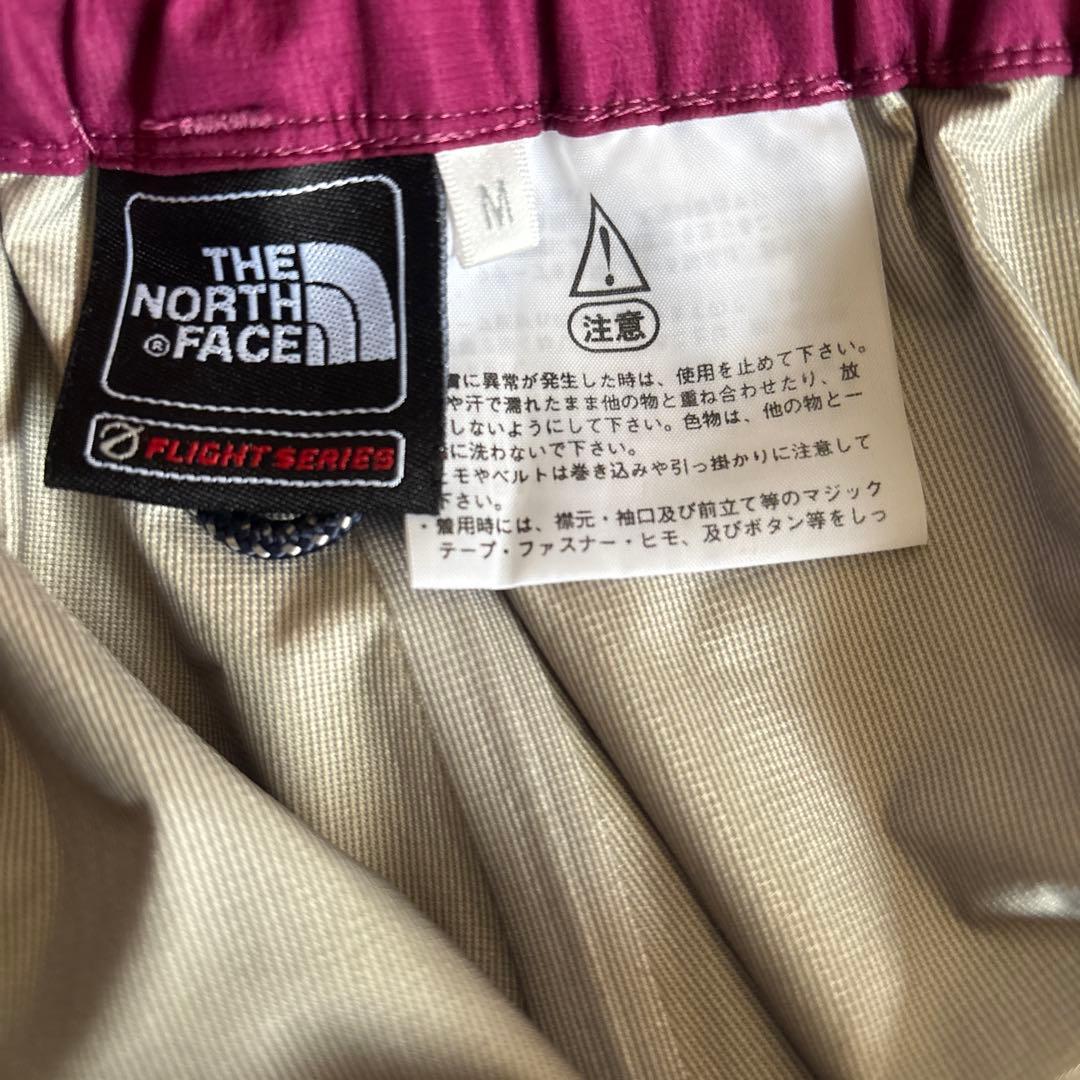 THE
NORTH
® FACE
FLIGHT SERIES
M
注意
に異常が発生した時は、使用を止めて下さい。
や汗で濡れたまま他の物と重ね合わせたり、放
しないようにして下さい。色物は、他の物と一
に洗わないで下さい。
モやベルトは巻き込みや引っ掛かりに注意して
下さい。
・着用時には、襟元・袖口及び前立て等のマジック
テープ・ファスナー・ヒモ、及びボタン等をしっ